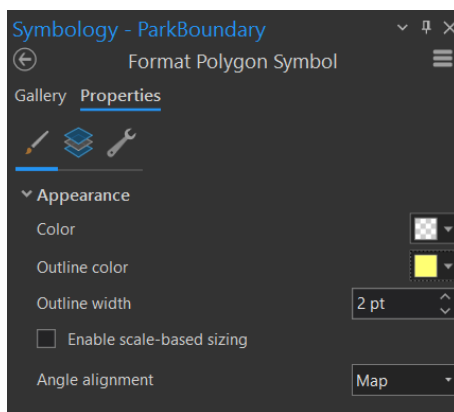 Symbology - ParkBoundary
Format Polygon Symbol
Gallery Properties
Appearance
Color
Outline color
Outline width 2 pt
Enable scale-based sizing
Angle alignment Map